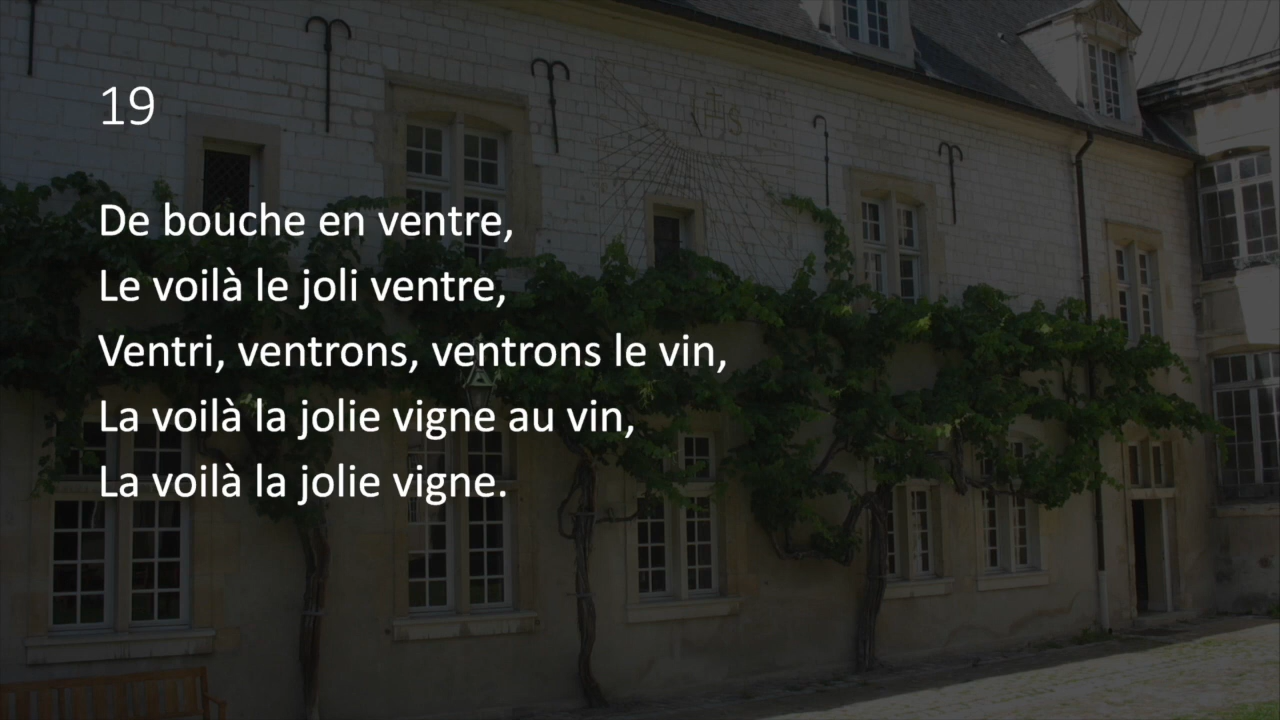 19
De bouche en ventre,
Le voilà le joli ventre,
Ventri, ventrons, ventrons le vin,
La voilà la jolie vigne au vin,
La voilà la jolie vigne.
IHS